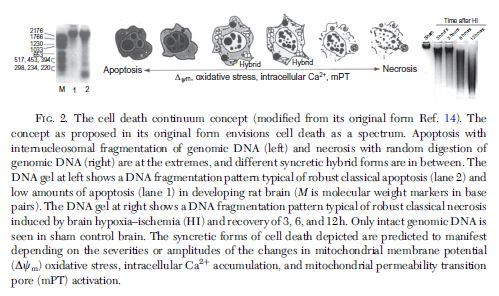 2176
1766
1230
1033
653
517, 453, 394
298, 234, 220
M 1 2
Hybrid
Hybrid
Apoptosis
Necrosis
Δψm, oxidative stress, intracellular Ca²⁺, mPT
Time after HI
Sham
FIG. 2. The cell death continuum concept (modified from its original form Ref. 14). The
concept as proposed in its original form envisions cell death as a spectrum. Apoptosis with
internucleosomal fragmentation of genomic DNA (left) and necrosis with random digestion of
genomic DNA (right) are at the extremes, and different syncretic hybrid forms are in between. The
DNA gel at left shows a DNA fragmentation pattern typical of robust classical apoptosis (lane 2) and
low amounts of apoptosis (lane 1) in developing rat brain (M is molecular weight markers in base
pairs). The DNA gel at right shows a DNA fragmentation pattern typical of robust classical necrosis
induced by brain hypoxia–ischemia (HI) and recovery of 3, 6, and 12h. Only intact genomic DNA is
seen in sham control brain. The syncretic forms of cell death depicted are predicted to manifest
depending on the severities or amplitudes of the changes in mitochondrial membrane potential
(Δψm) oxidative stress, intracellular Ca²⁺ accumulation, and mitochondrial permeability transition
pore (mPT) activation.